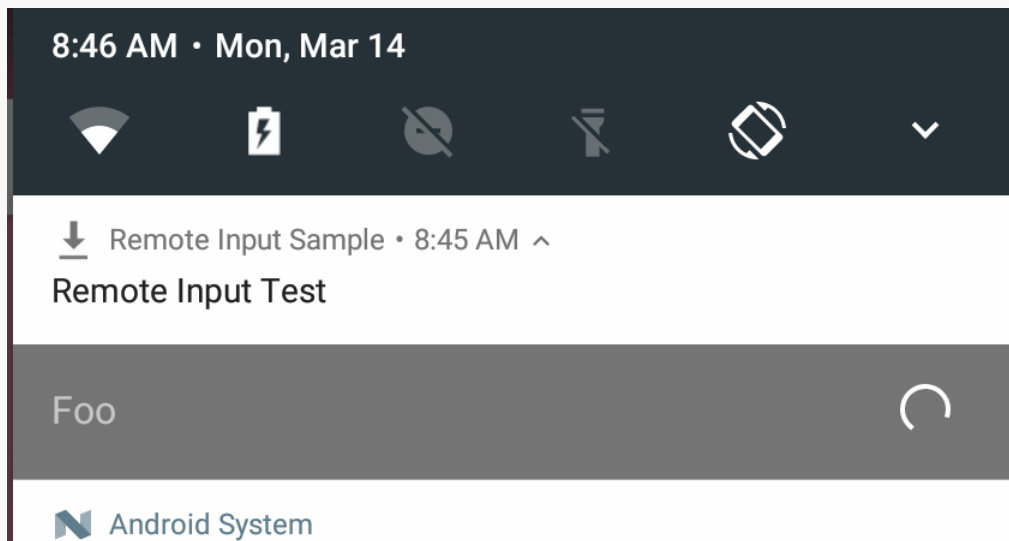 8:46 AM • Mon, Mar 14
Remote Input Sample • 8:45 AM
Remote Input Test
Foo
Android System